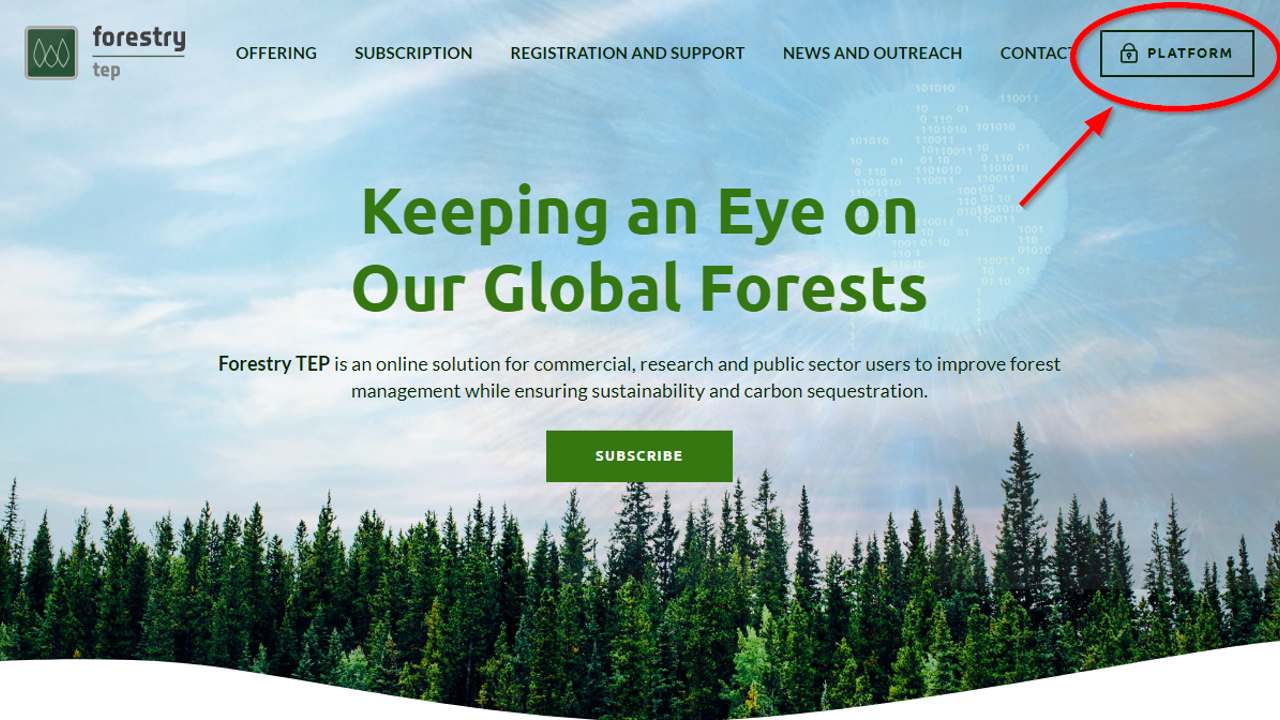 forestry
tep
OFFERING SUBSCRIPTION REGISTRATION AND SUPPORT NEWS AND OUTREACH CONTACT PLATFORM
Keeping an Eye on
Our Global Forests
Forestry TEP is an online solution for commercial, research and public sector users to improve forest
management while ensuring sustainability and carbon sequestration.
SUBSCRIBE